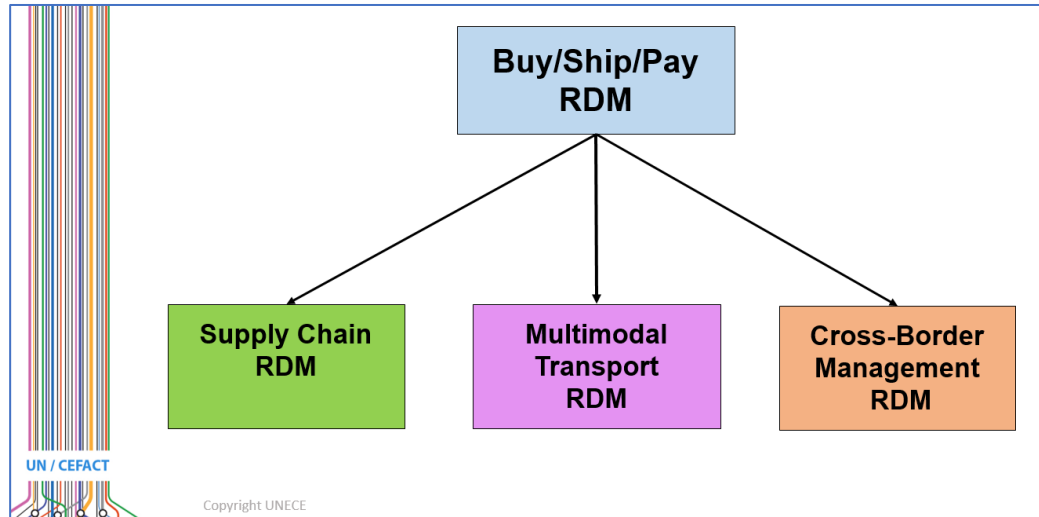 Buy/Ship/Pay
RDM
Supply Chain
RDM
Multimodal
Transport
RDM
Cross-Border
Management
RDM
UN / CEFACT
Copyright UNECE